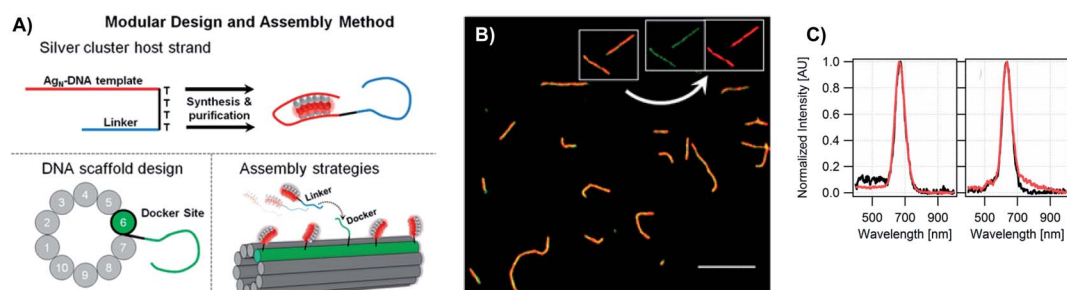 A)
Modular Design and Assembly Method
Silver cluster host strand
AgN-DNA template
T
T
T
T
Linker
Synthesis &
purification
DNA scaffold design
4
3
5
2
6
1
7
10
8
9
Docker Site
Assembly strategies
Linker
Docker
B)
C)
Normalized Intensity [AU]
1.0
0.8
0.6
0.4
0.2
0.0
500 700 900
500 700 900
Wavelength [nm]
Wavelength [nm]